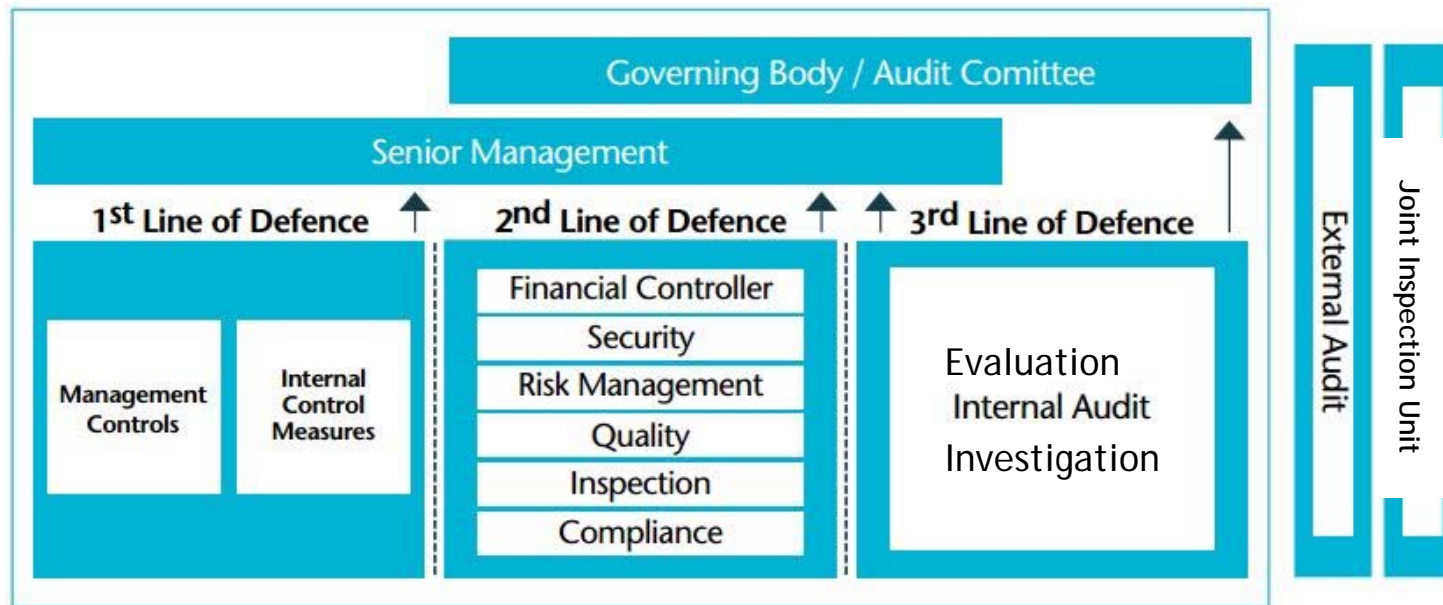 Governing Body / Audit Comittee
Senior Management
1st Line of Defence
2nd Line of Defence
3rd Line of Defence
Management
Controls
Internal
Control
Measures
Financial Controller
Security
Risk Management
Quality
Inspection
Compliance
Evaluation
Internal Audit
Investigation
External Audit
Joint Inspection Unit